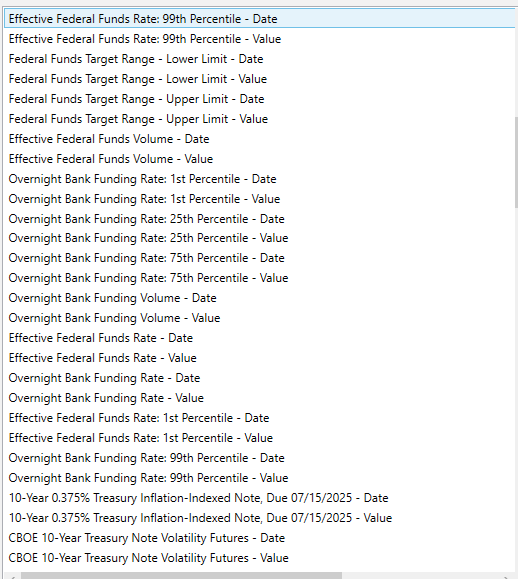 Effective Federal Funds Rate: 99th Percentile - Date
Effective Federal Funds Rate: 99th Percentile - Value
Federal Funds Target Range - Lower Limit - Date
Federal Funds Target Range - Lower Limit - Value
Federal Funds Target Range - Upper Limit - Date
Federal Funds Target Range - Upper Limit - Value
Effective Federal Funds Volume - Date
Effective Federal Funds Volume - Value
Overnight Bank Funding Rate: 1st Percentile - Date
Overnight Bank Funding Rate: 1st Percentile - Value
Overnight Bank Funding Rate: 25th Percentile - Date
Overnight Bank Funding Rate: 25th Percentile - Value
Overnight Bank Funding Rate: 75th Percentile - Date
Overnight Bank Funding Rate: 75th Percentile - Value
Overnight Bank Funding Volume - Date
Overnight Bank Funding Volume - Value
Effective Federal Funds Rate - Date
Effective Federal Funds Rate - Value
Overnight Bank Funding Rate - Date
Overnight Bank Funding Rate - Value
Effective Federal Funds Rate: 1st Percentile - Date
Effective Federal Funds Rate: 1st Percentile - Value
Overnight Bank Funding Rate: 99th Percentile - Date
Overnight Bank Funding Rate: 99th Percentile - Value
10-Year 0.375% Treasury Inflation-Indexed Note, Due 07/15/2025 - Date
10-Year 0.375% Treasury Inflation-Indexed Note, Due 07/15/2025 - Value
CBOE 10-Year Treasury Note Volatility Futures - Date
CBOE 10-Year Treasury Note Volatility Futures - Value